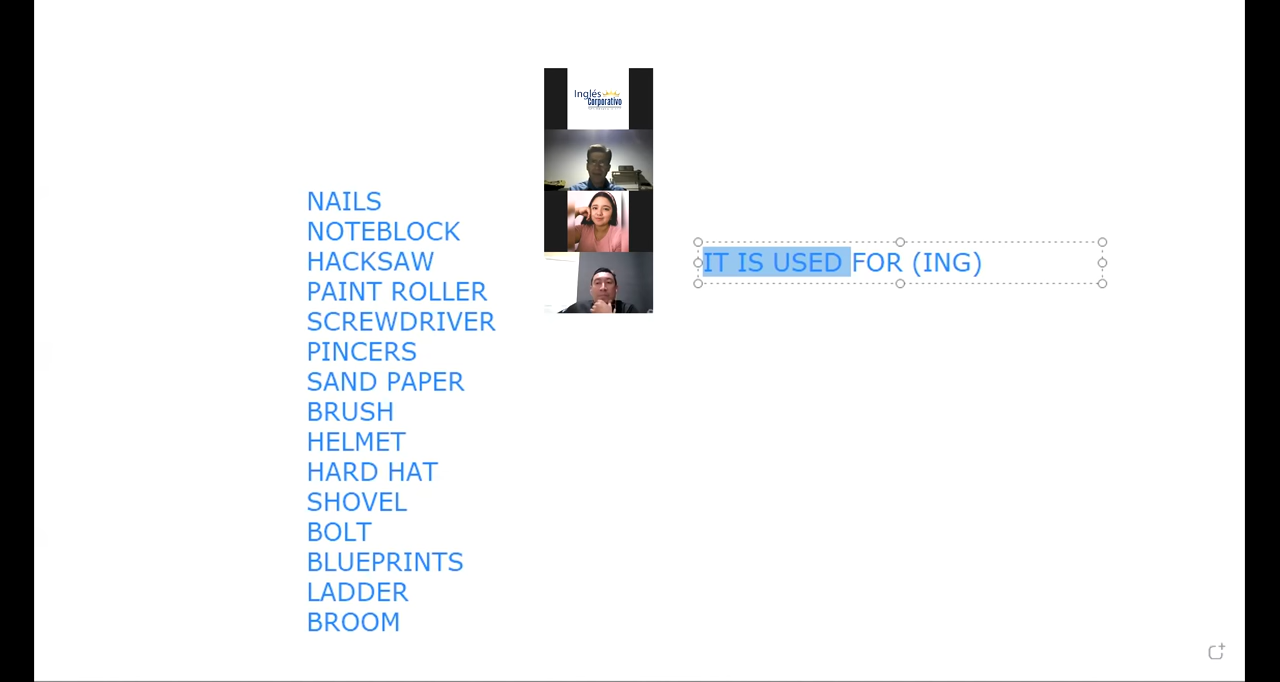 Inglés
Corporativo
NAILS
NOTEBLOCK
HACKSAW
PAINT ROLLER
SCREWDRIVER
PINCERS
SAND PAPER
BRUSH
HELMET
HARD HAT
SHOVEL
BOLT
BLUEPRINTS
LADDER
BROOM
IT IS USED FOR (ING)